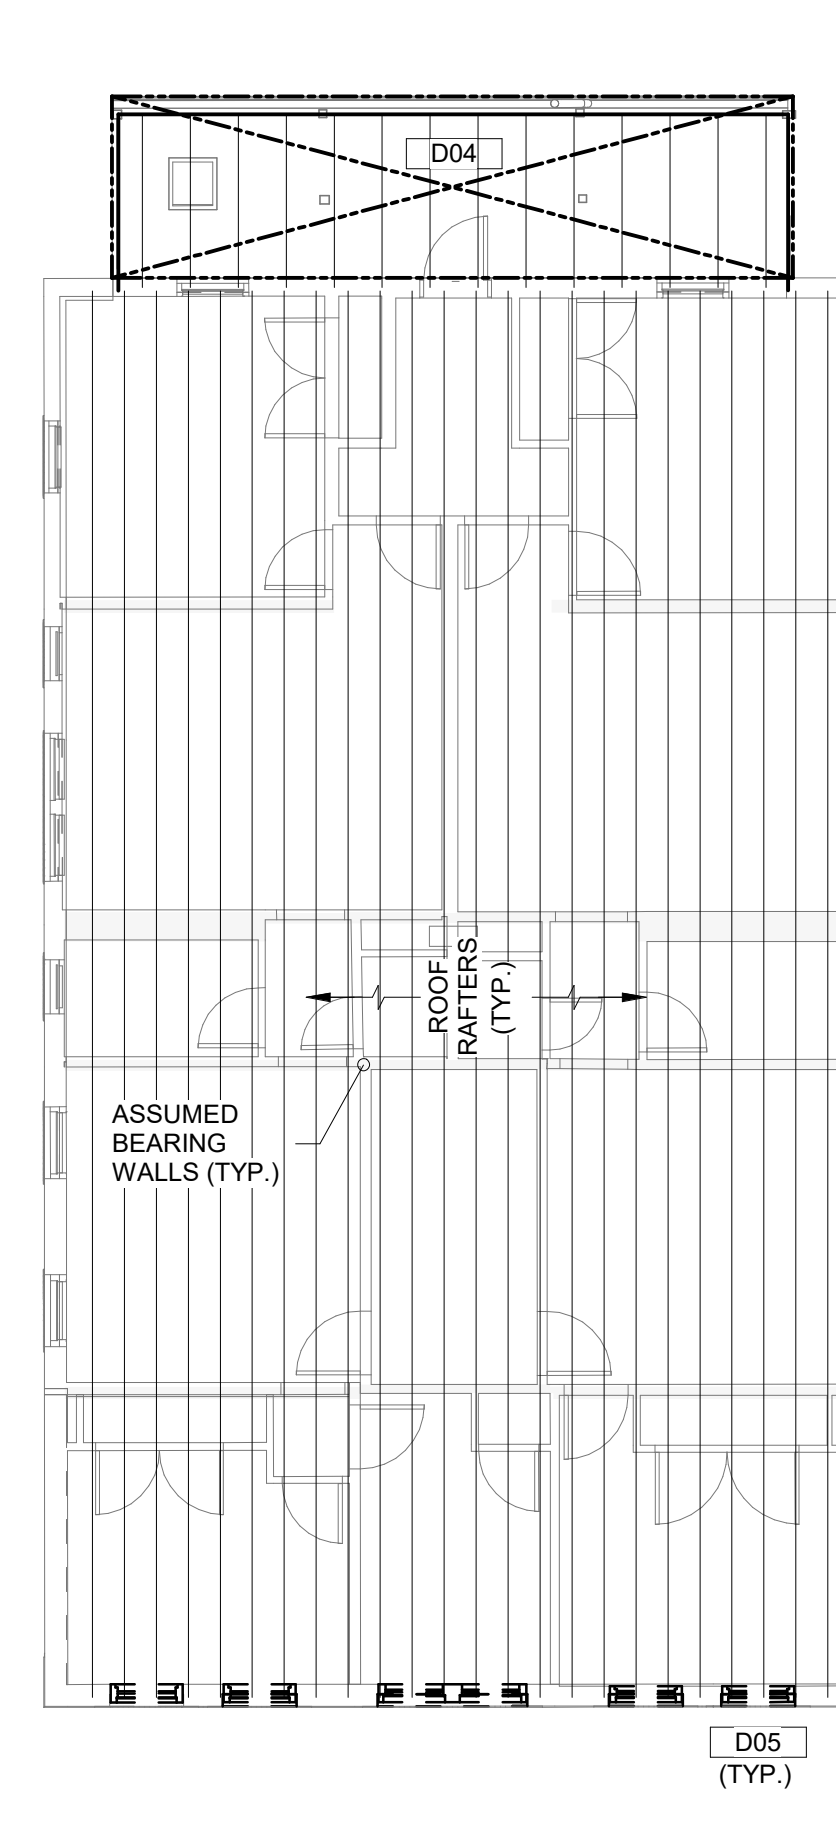 D04
ROOF
RAFTERS
(TYP.)
ASSUMED
BEARING
WALLS (TYP.)
D05
(TYP.)